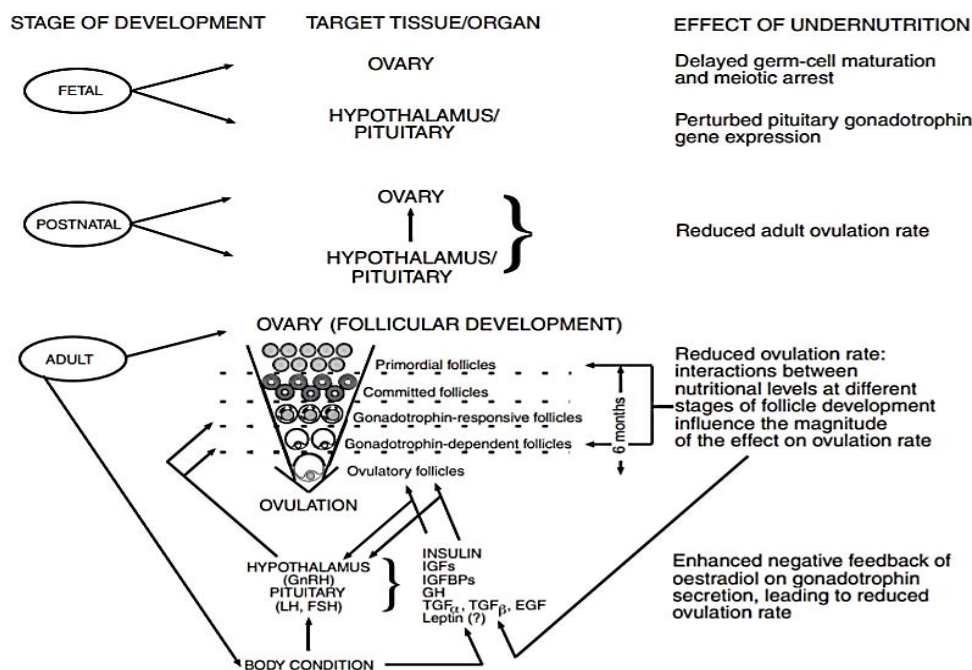 STAGE OF DEVELOPMENT
TARGET TISSUE/ORGAN
EFFECT OF UNDERNUTRITION
FETAL
OVARY
Delayed germ-cell maturation
and meiotic arrest
HYPOTHALAMUS/
PITUITARY
Perturbed pituitary gonadotrophin
gene expression
POSTNATAL
OVARY
HYPOTHALAMUS/
PITUITARY
Reduced adult ovulation rate
ADULT
OVARY (FOLLICULAR DEVELOPMENT)
Primordial follicles
Committed follicles
Gonadotrophin-responsive follicles
Gonadotrophin-dependent follicles
Ovulatory follicles
OVULATION
6 months
Reduced ovulation rate:
interactions between
nutritional levels at different
stages of follicle development
influence the magnitude
of the effect on ovulation rate
HYPOTHALAMUS
(GnRH)
PITUITARY
(LH, FSH)
INSULIN
IGFs
IGFBPs
GH
TGFα, TGFβ, EGF
Leptin (?)
Enhanced negative feedback of
oestradiol on gonadotrophin
secretion, leading to reduced
ovulation rate
BODY CONDITION